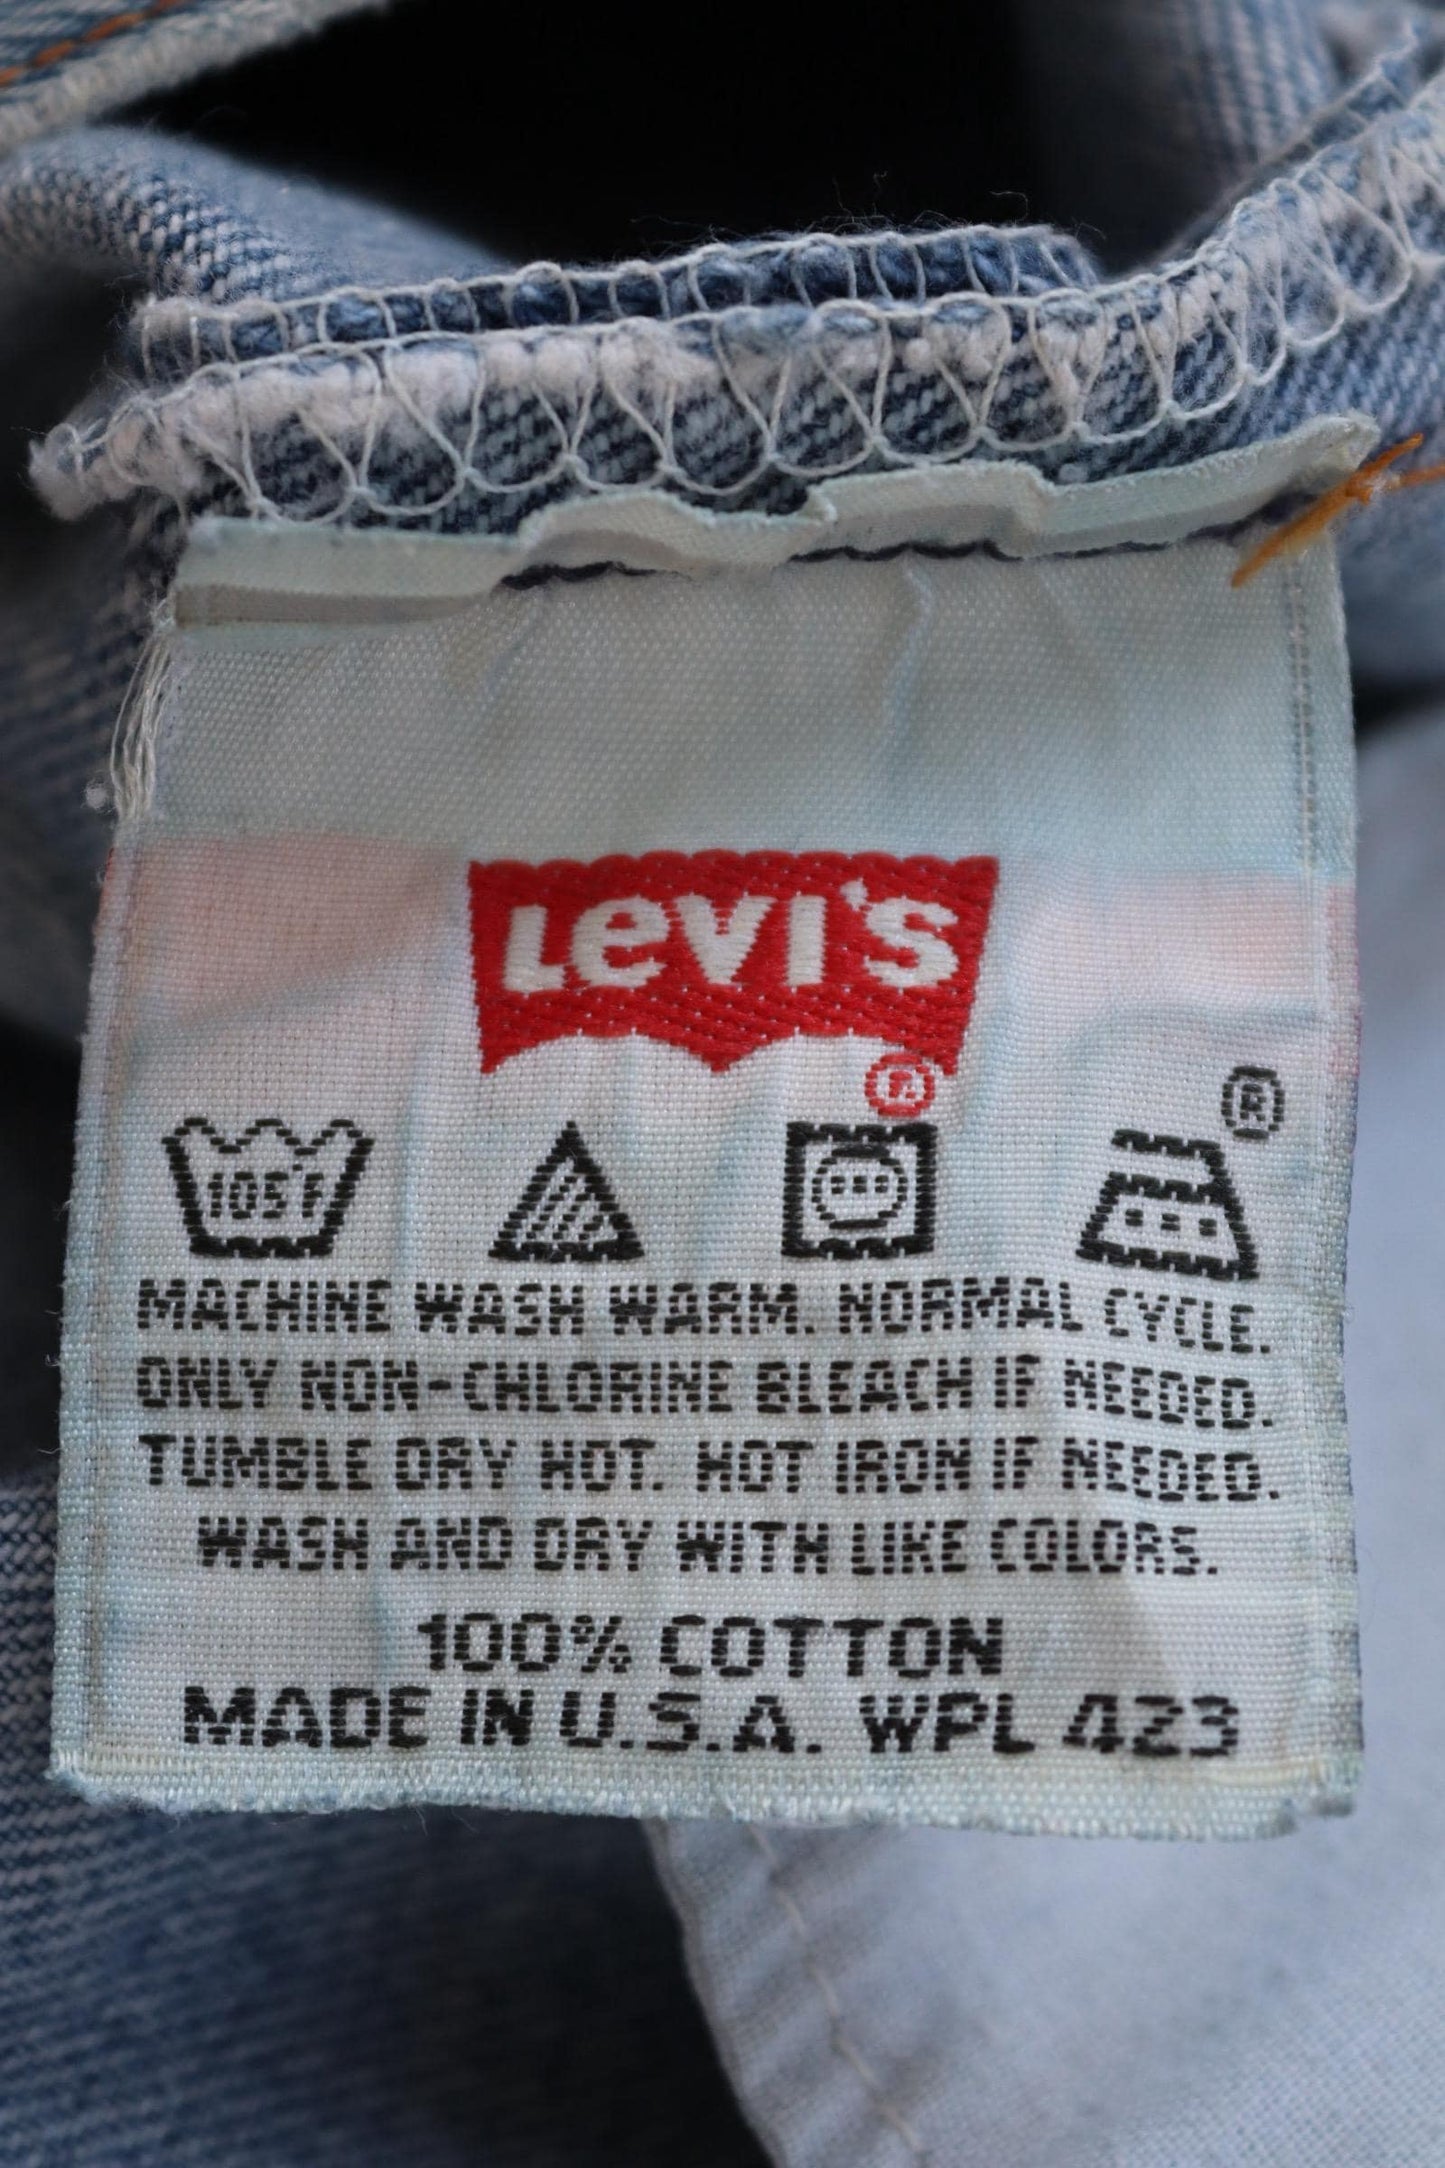 Levi's
®
®
105°F
MACHINE WASH WARM. NORMAL CYCLE.
ONLY NON-CHLORINE BLEACH IF NEEDED.
TUMBLE DRY HOT. HOT IRON IF NEEDED.
WASH AND DRY WITH LIKE COLORS.
100% COTTON
MADE IN U.S.A. WPL 423